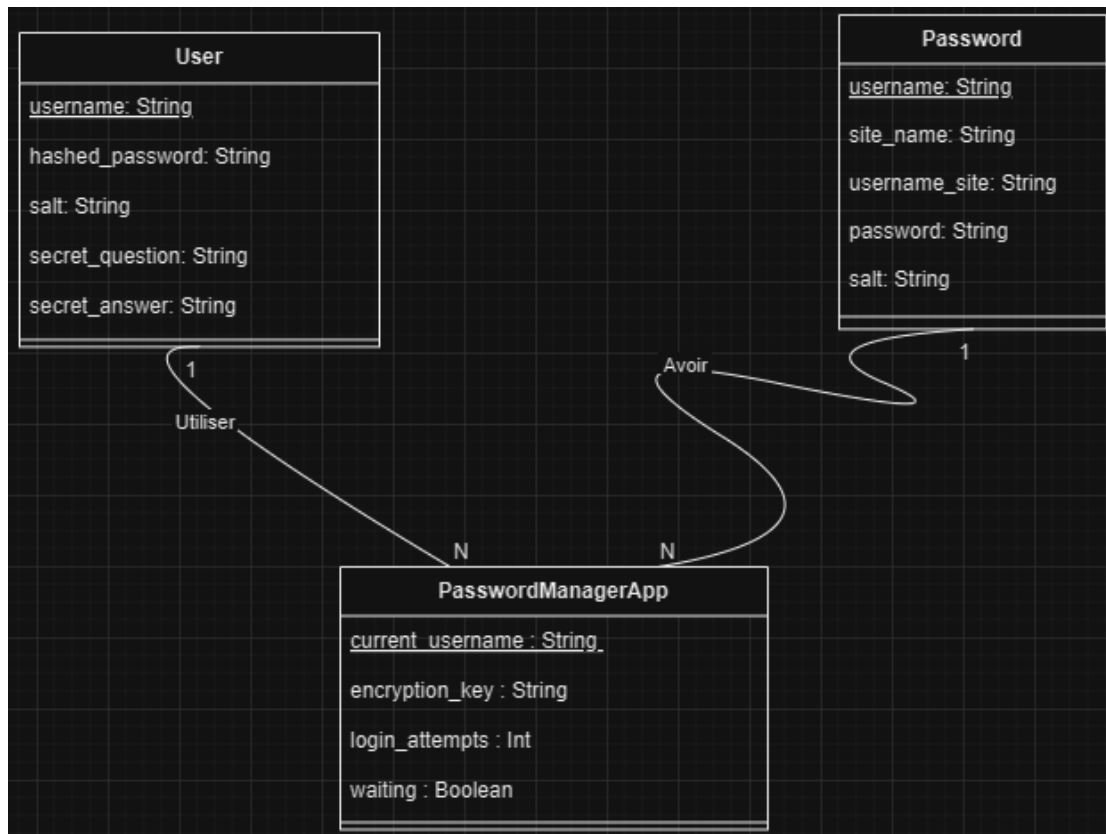 User
username: String
hashed_password: String
salt: String
secret_question: String
secret_answer: String
Password
username: String
site_name: String
username_site: String
password: String
salt: String
1
Utiliser
N
1
Avoir
N
PasswordManagerApp
current_username : String
encryption_key : String
login_attempts : Int
waiting : Boolean